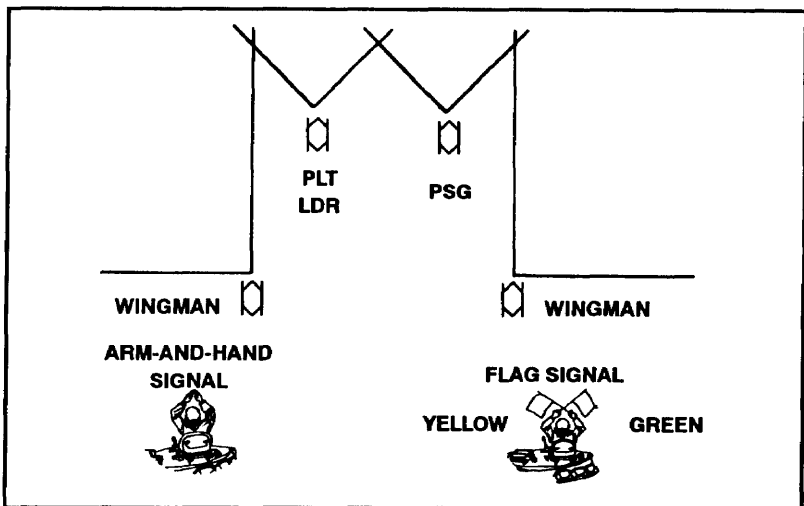 PLT
LDR
PSG
WINGMAN
WINGMAN
ARM-AND-HAND
SIGNAL
FLAG SIGNAL
YELLOW
GREEN